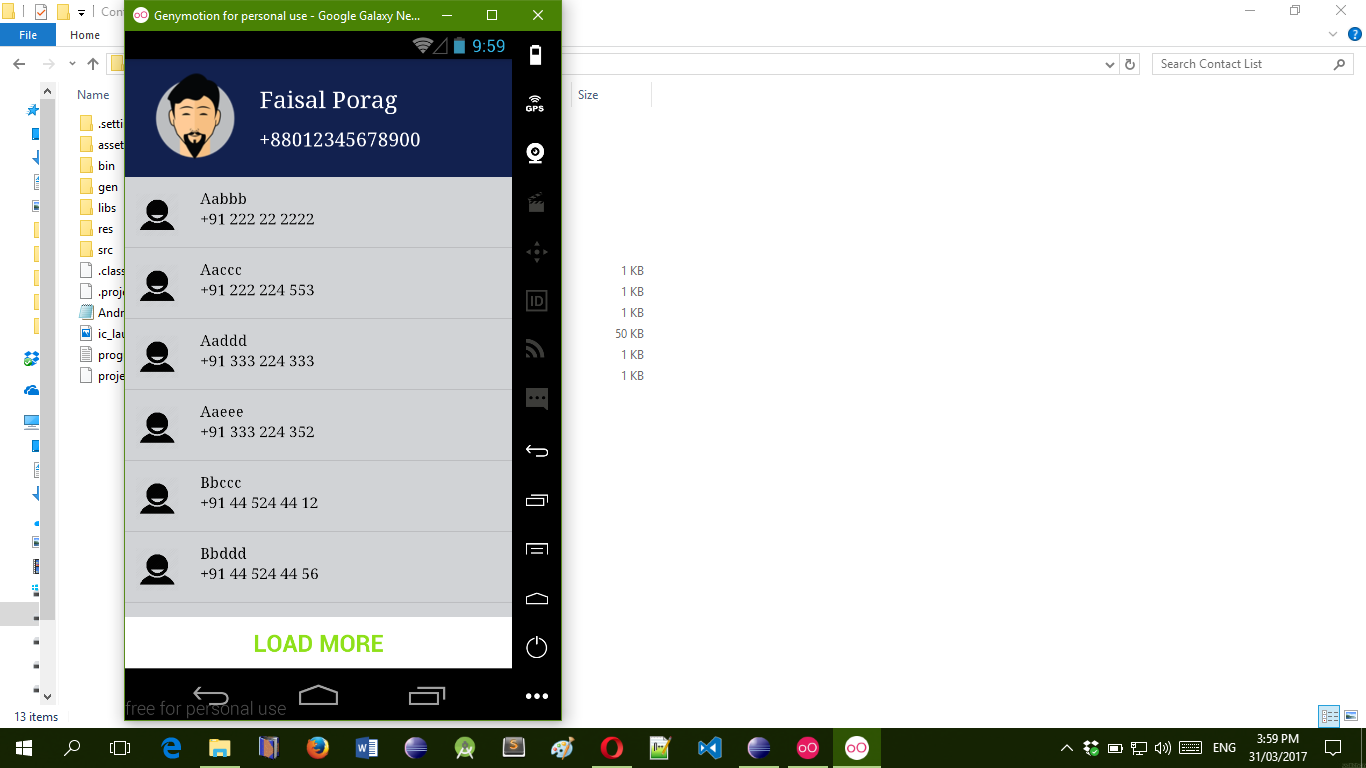 Genymotion for personal use - Google Galaxy Ne...
File
Home
Search Contact List
Name
Size
.setti
asset
bin
gen
libs
res
src
.class
1 KB
.proje
1 KB
Andr
1 KB
ic_lau
50 KB
prog
1 KB
proje
1 KB
13 items
9:59
Faisal Porag
+88012345678900
Aabbb
+91 222 22 2222
Aaccc
+91 222 224 553
Aaddd
+91 333 224 333
Aaeee
+91 333 224 352
Bbccc
+91 44 524 44 12
Bbddd
+91 44 524 44 56
LOAD MORE
free for personal use
GPS
ID
ENG
3:59 PM
31/03/2017